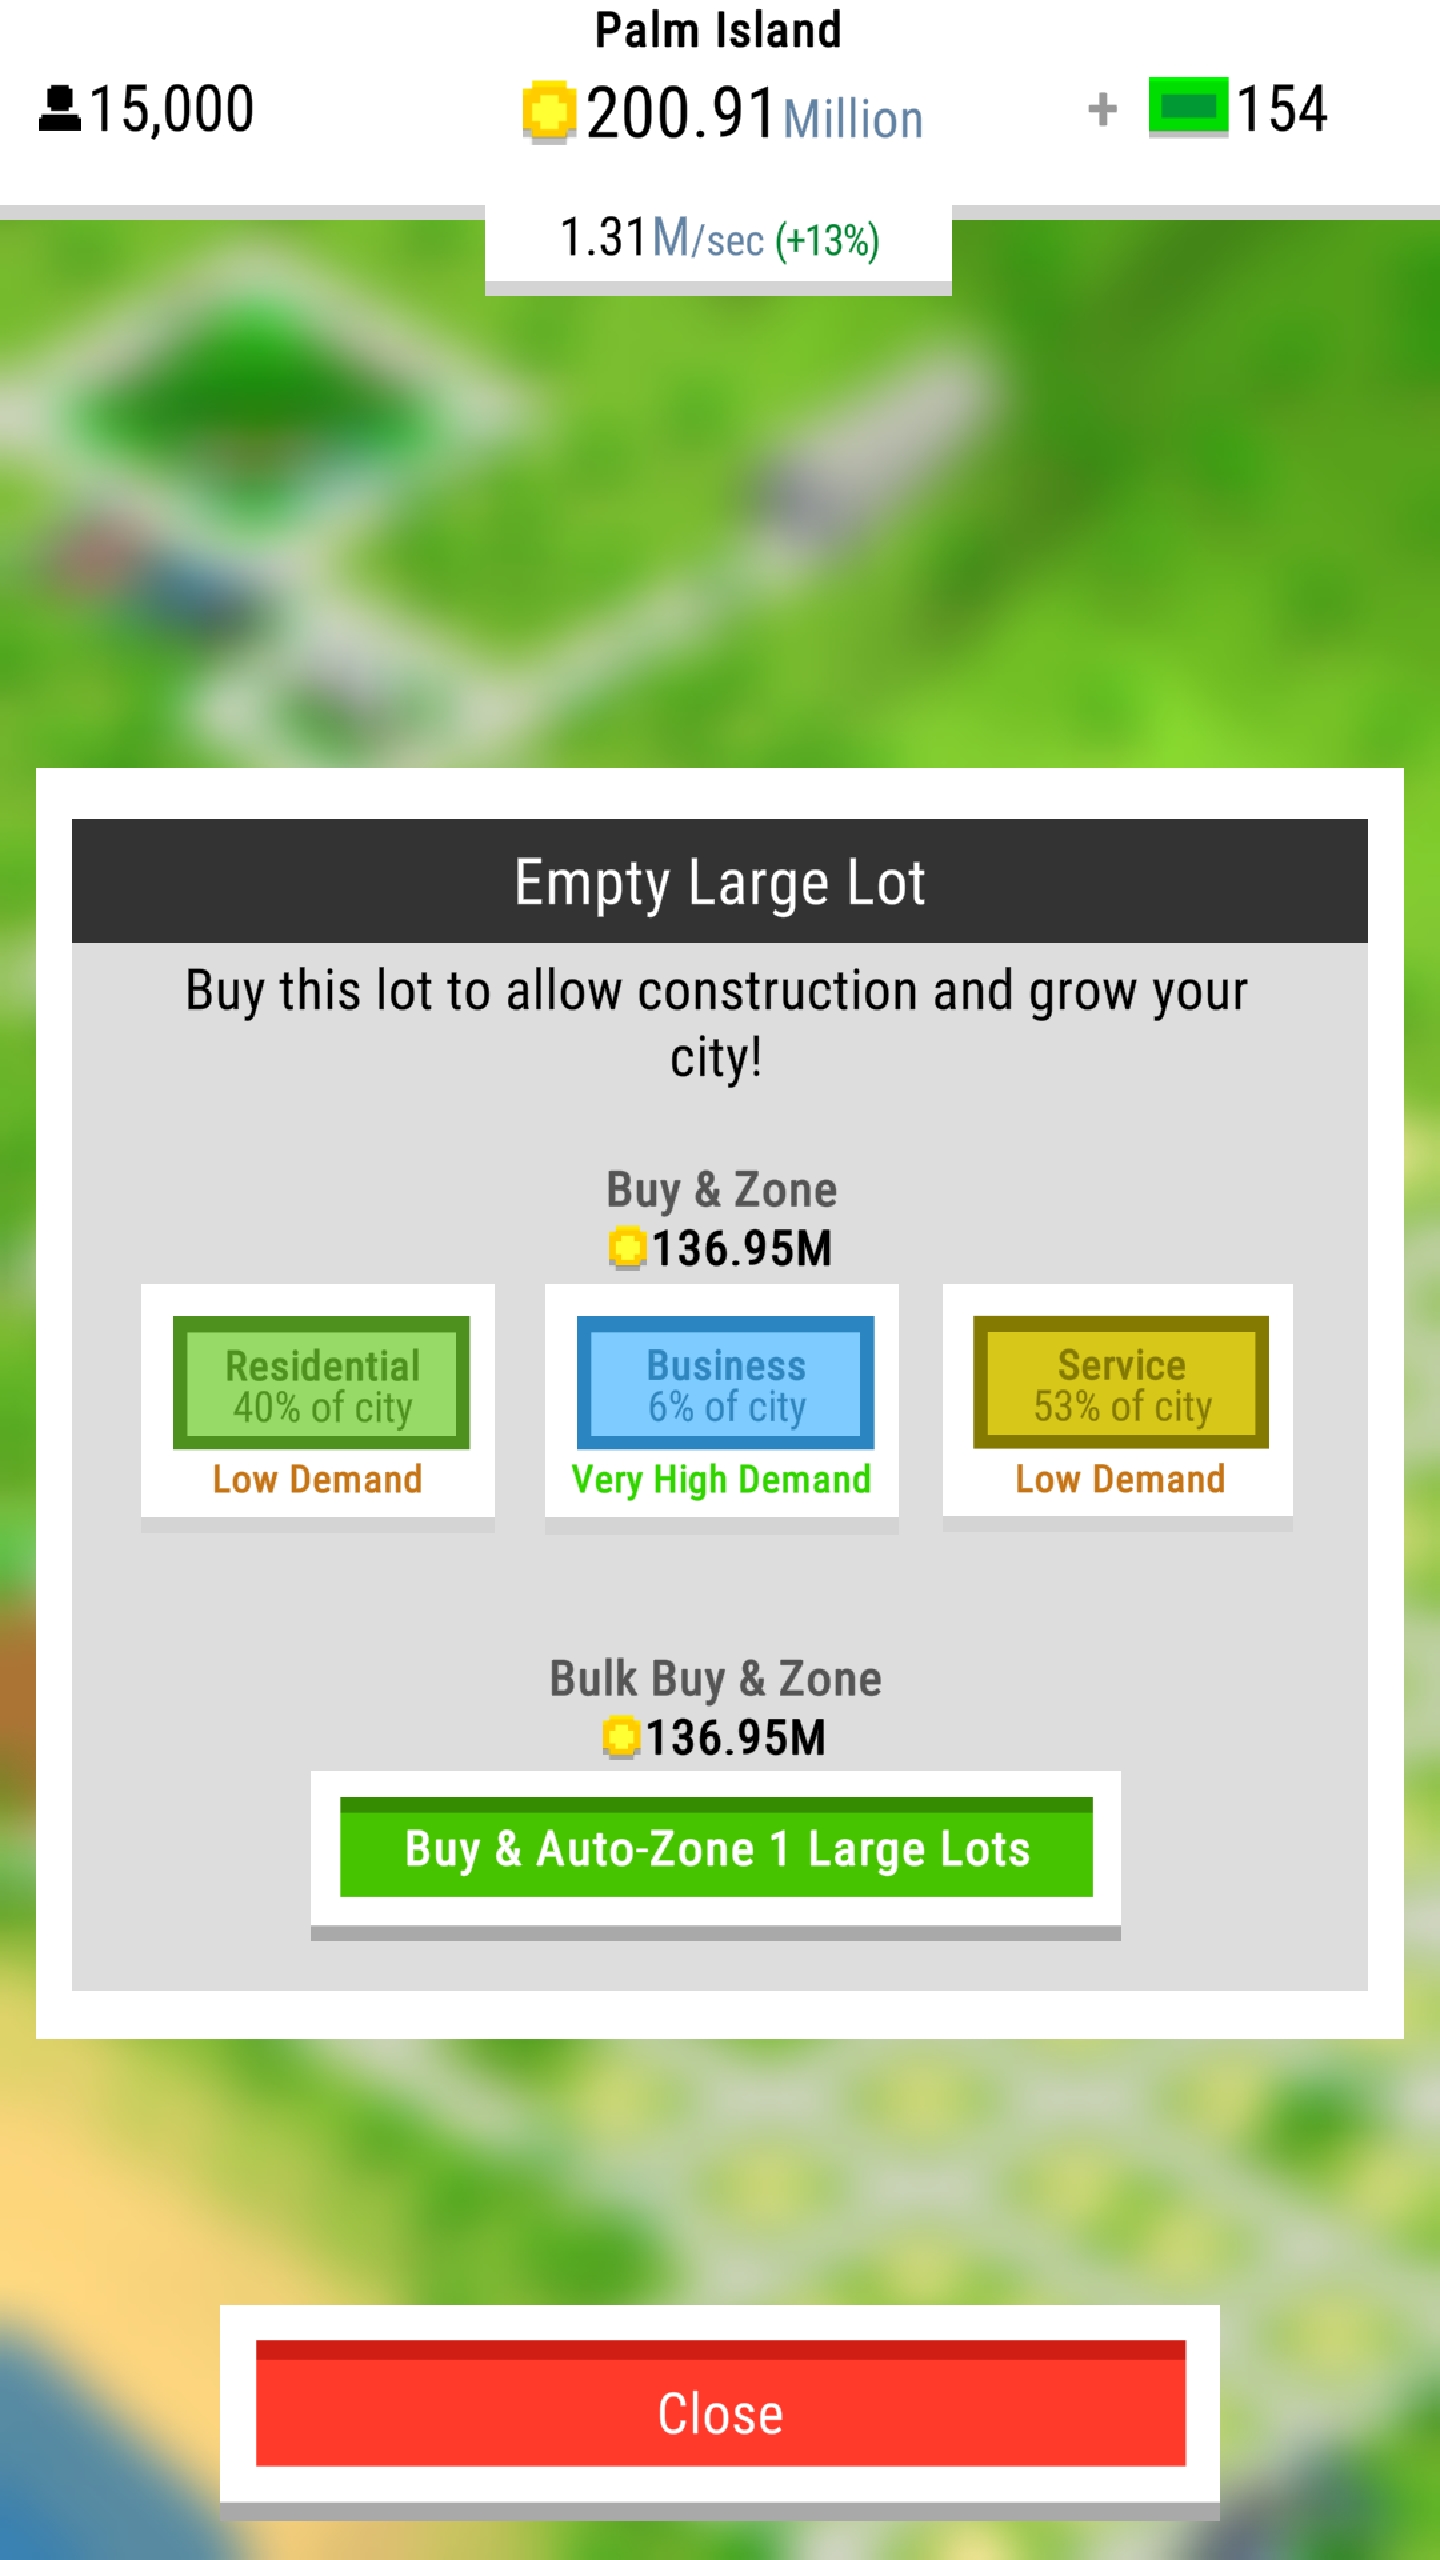 Palm Island
15,000
200.91 Million
+ 154
1.31M/sec (+13%)
Empty Large Lot
Buy this lot to allow construction and grow your
city!
Buy & Zone
136.95M
Residential
40% of city
Low Demand
Business
6% of city
Very High Demand
Service
53% of city
Low Demand
Bulk Buy & Zone
136.95M
Buy & Auto-Zone 1 Large Lots
Close